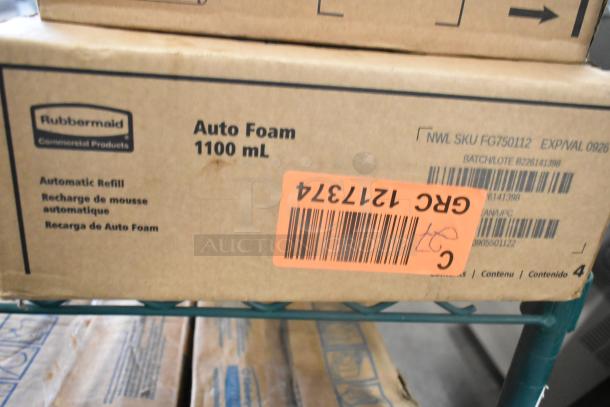 Rubbermaid
Commercial Products
Auto Foam
1100 mL
Automatic Refill
Recharge de mousse
automatique
Recarga de Auto Foam
NWL SKU FG750112 EXP/VAL 0926
BATCH/LOTE B226141398
GRC 1217374
C
Contenu | Contenido 4